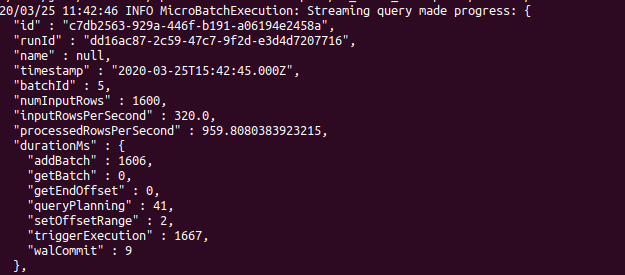 20/03/25 11:42:46 INFO MicroBatchExecution: Streaming query made progress: {
"id" : "c7db2563-929a-446f-b191-a06194e2458a",
"runId" : "dd16ac87-2c59-47c7-9f2d-e3d4d7207716",
"name" : null,
"timestamp" : "2020-03-25T15:42:45.000Z",
"batchId" : 5,
"numInputRows" : 1600,
"inputRowsPerSecond" : 320.0,
"processedRowsPerSecond" : 959.8080383923215,
"durationMs" : {
"addBatch" : 1606,
"getBatch" : 0,
"getEndOffset" : 0,
"queryPlanning" : 41,
"setOffsetRange" : 2,
"triggerExecution" : 1667,
"walCommit" : 9
},